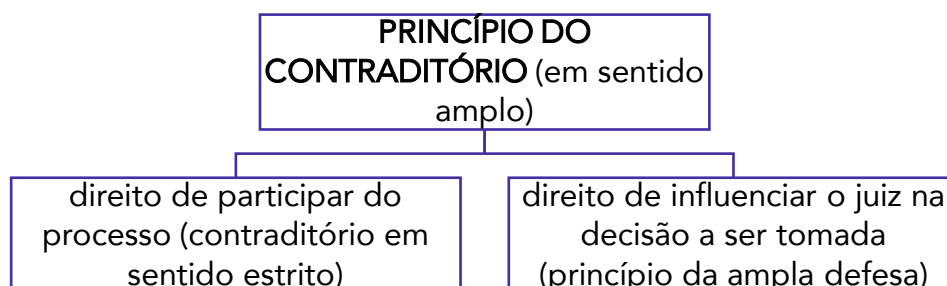 PRINCÍPIO DO
CONTRADITÓRIO (em sentido
amplo)
direito de participar do
processo (contraditório em
sentido estrito)
direito de influenciar o juiz na
decisão a ser tomada
(princípio da ampla defesa)